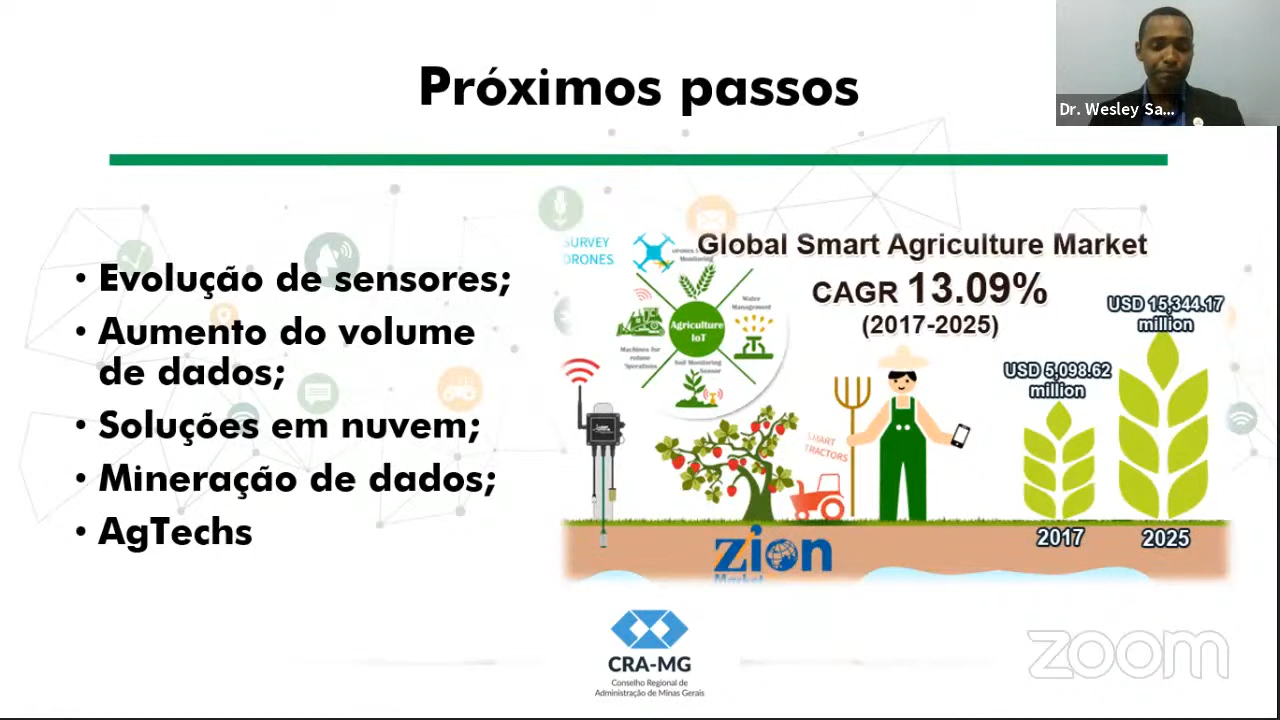 Próximos passos
Dr. Wesley Sa...
• Evolução de sensores;
• Aumento do volume
de dados;
• Soluções em nuvem;
• Mineração de dados;
• AgTechs
SURVEY
DRONES
Global Smart Agriculture Market
CAGR 13.09%
(2017-2025)
Monitoring
Water
Management
Agriculture
IoT
Machines for
Operations
Soil Monitoring
Sensor
SMART
TRACTORS
USD 5,098.62
million
USD 15,344.17
million
2017
2025
zion
Market
CRA-MG
Conselho Regional de
Administração de Minas Gerais
zoom